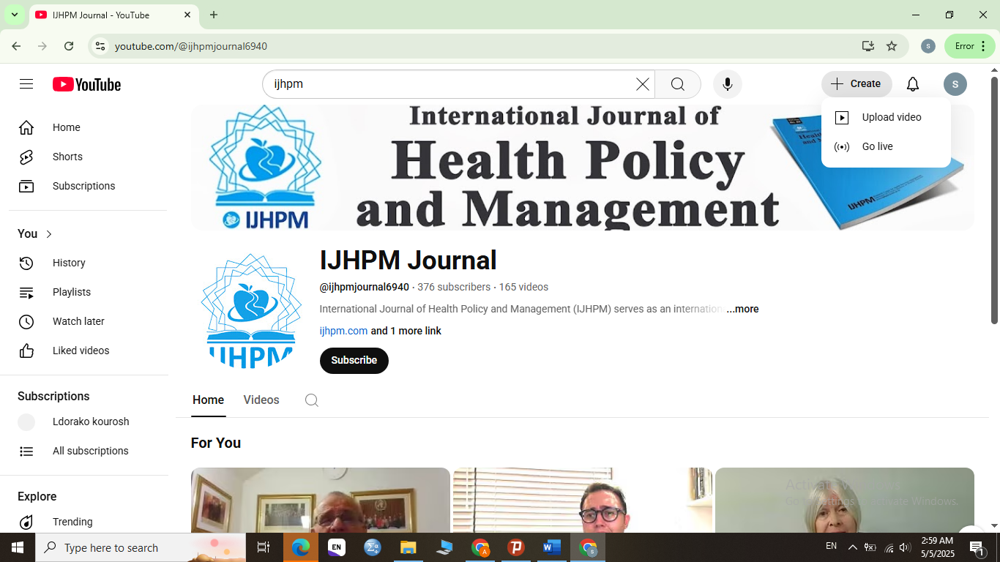 IJHPM Journal - YouTube
youtube.com/@ijhpmjournal6940
S
Error
YouTube
ijhpm
Create
S
Upload video
Go live
Home
Shorts
Subscriptions
You
History
Playlists
Watch later
Liked videos
Subscriptions
Ldorako kourosh
All subscriptions
Explore
Trending
International Journal of
Health Policy
and Management
IJHPM
IJHPM
IJHPM
IJHPM Journal
@ijhpmjournal6940 · 376 subscribers · 165 videos
International Journal of Health Policy and Management (IJHPM) serves as an internation ...more
ijhpm.com and 1 more link
Subscribe
Home Videos
For You
Activate Windows
Go to Settings to activate Windows.
Type here to search
EN
A
W
S
EN
2:59 AM
5/5/2025
1